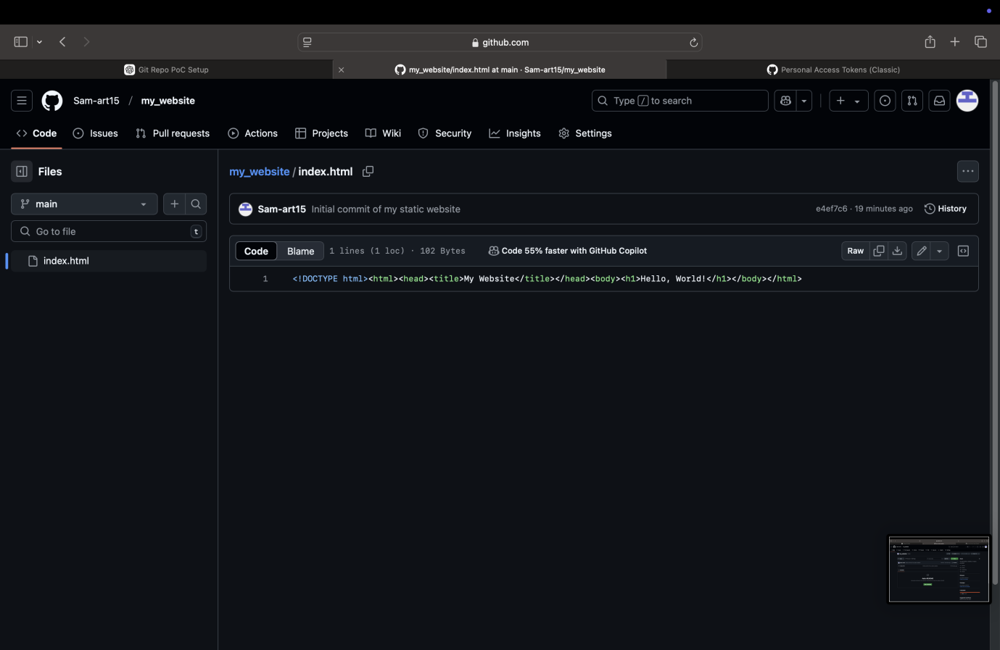 github.com
Git Repo PoC Setup
my_website/index.html at main · Sam-art15/my_website
Personal Access Tokens (Classic)
Sam-art15 / my_website
Type / to search
Code Issues Pull requests Actions Projects Wiki Security Insights Settings
Files
my_website / index.html
main
Sam-art15 Initial commit of my static website e4ef7c6 · 19 minutes ago History
Go to file t
Code Blame 1 lines (1 loc) · 102 Bytes Code 55% faster with GitHub Copilot Raw
index.html
1 <!DOCTYPE html><html><head><title>My Website</title></head><body><h1>Hello, World!</h1></body></html>